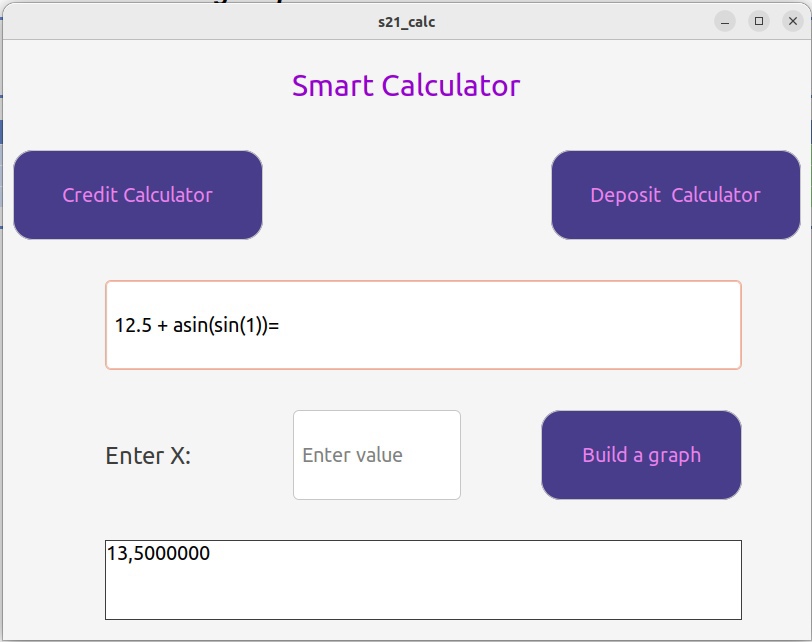 s21_calc
Smart Calculator
Credit Calculator
Deposit  Calculator
12.5 + asin(sin(1))=
Enter X:
Enter value
Build a graph
13,5000000